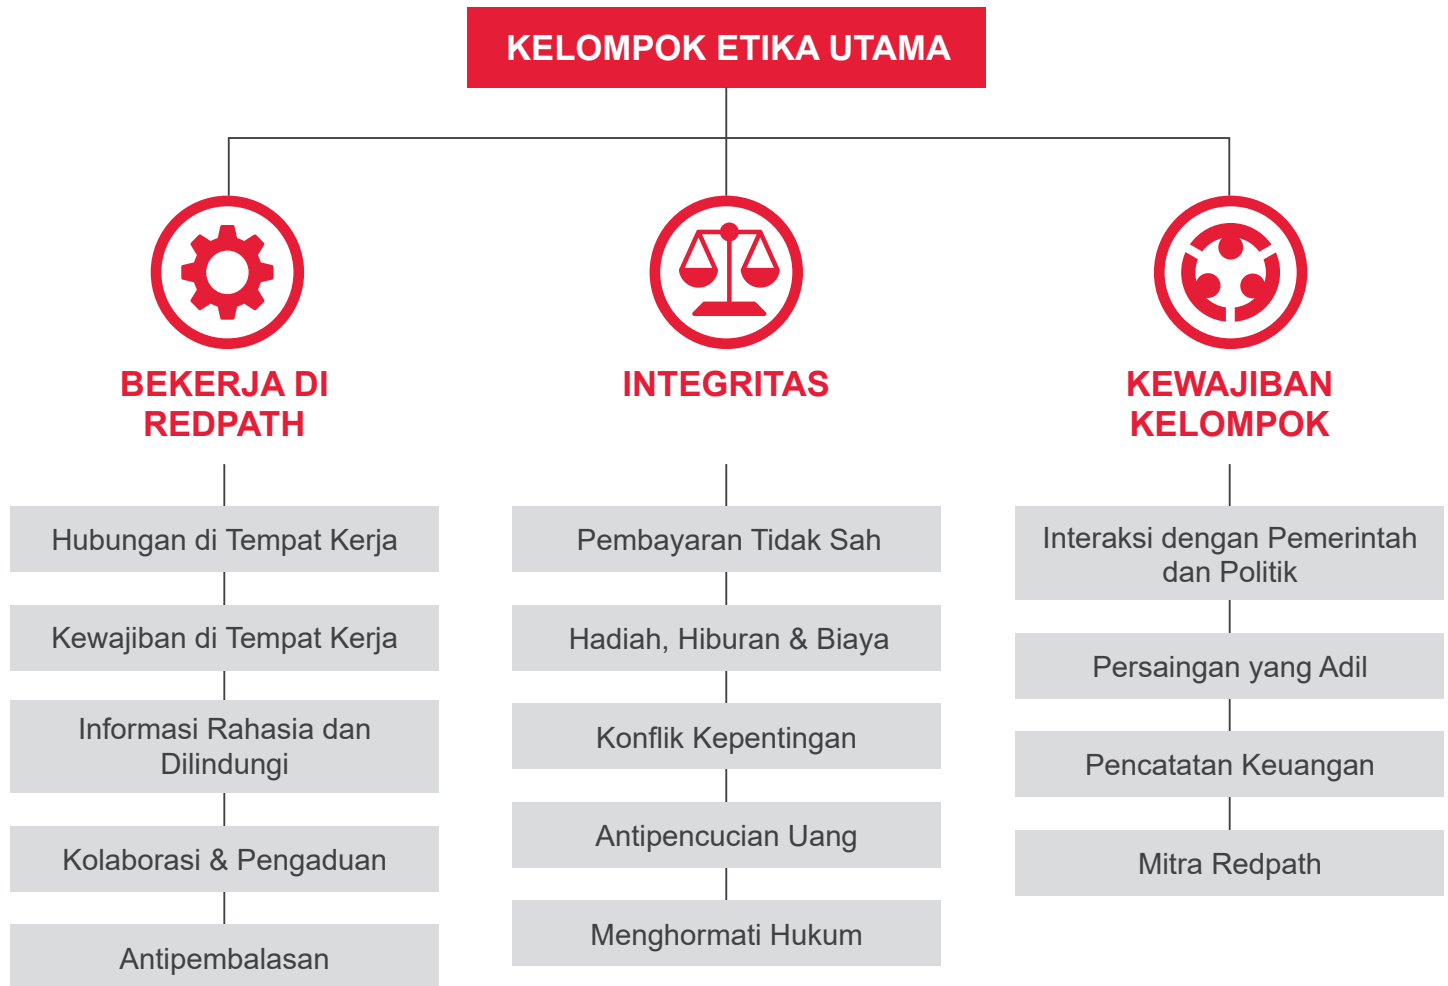 KELOMPOK ETIKA UTAMA
BEKERJA DI
REDPATH
Hubungan di Tempat Kerja
Kewajiban di Tempat Kerja
Informasi Rahasia dan
Dilindungi
Kolaborasi & Pengaduan
Antipembalasan
INTEGRITAS
Pembayaran Tidak Sah
Hadiah, Hiburan & Biaya
Konflik Kepentingan
Antipencucian Uang
Menghormati Hukum
KEWAJIBAN
KELOMPOK
Interaksi dengan Pemerintah
dan Politik
Persaingan yang Adil
Pencatatan Keuangan
Mitra Redpath